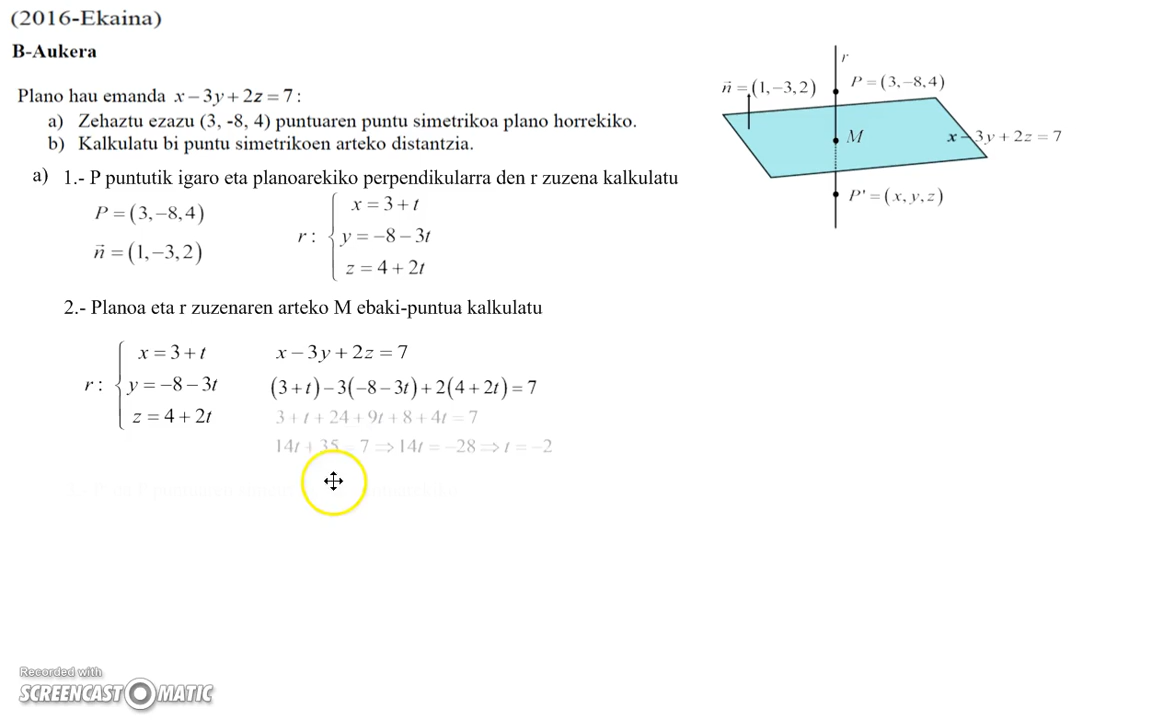 (2016-Ekaina)
B-Aukera
Plano hau emanda x − 3y + 2z = 7 :
a) Zehaztu ezazu (3, -8, 4) puntuaren puntu simetrikoa plano horrekiko.
b) Kalkulatu bi puntu simetrikoen arteko distantzia.
a) 1.- P puntutik igaro eta planoarekiko perpendikularra den r zuzena kalkulatu
P = (3,−8,4)
n⃗ = (1,−3,2)
r : { x = 3 + t
y = −8 − 3t
z = 4 + 2t
2.- Planoa eta r zuzenaren arteko M ebaki-puntua kalkulatu
r : { x = 3 + t
y = −8 − 3t
z = 4 + 2t
x − 3y + 2z = 7
(3 + t) − 3(−8 − 3t) + 2(4 + 2t) = 7
3 + t + 24 + 9t + 8 + 4t = 7
14t + 35 = 7 ⇒ 14t = −28 ⇒ t = −2
r
n⃗ = (1,−3,2)
P = (3,−8,4)
M
x − 3y + 2z = 7
P' = (x,y,z)
Recorded with
SCREENCAST-O-MATIC